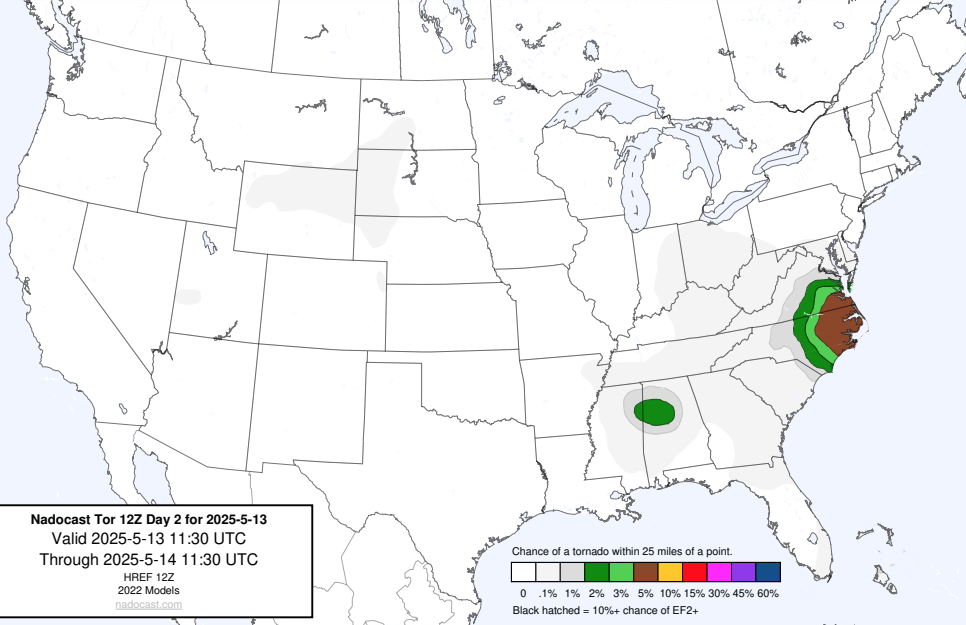 Nadocast Tor 12Z Day 2 for 2025-5-13
Valid 2025-5-13 11:30 UTC
Through 2025-5-14 11:30 UTC
HREF 12Z
2022 Models
nadocast.com
Chance of a tornado within 25 miles of a point.
0 .1% 1% 2% 3% 5% 10% 15% 30% 45% 60%
Black hatched = 10%+ chance of EF2+